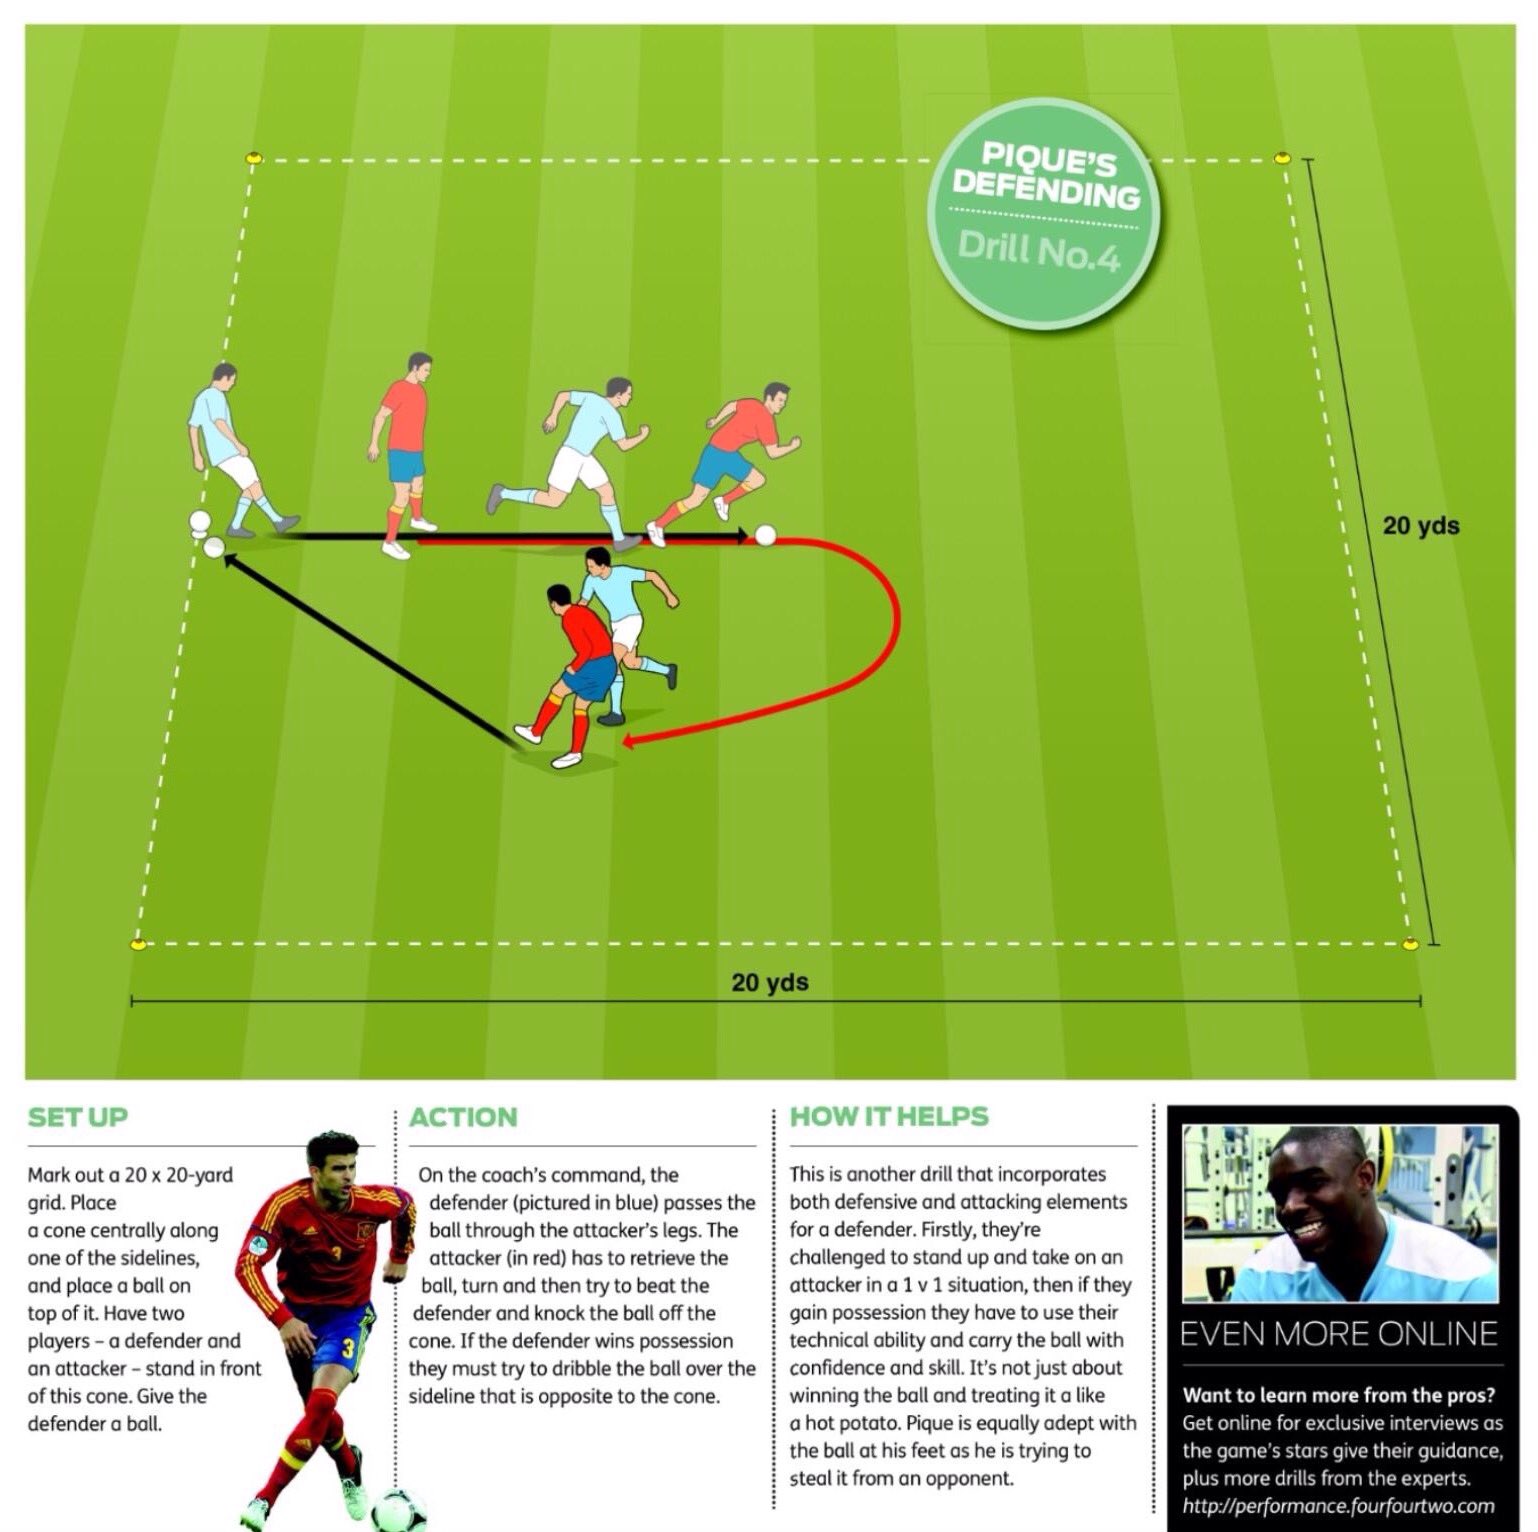 PIQUE'S
DEFENDING
Drill No.4
20 yds
20 yds
SET UP
Mark out a 20 x 20-yard
grid. Place
a cone centrally along
one of the sidelines,
and place a ball on
top of it. Have two
players – a defender and
an attacker – stand in front
of this cone. Give the
defender a ball.
3
3
ACTION
On the coach's command, the
defender (pictured in blue) passes the
ball through the attacker's legs. The
attacker (in red) has to retrieve the
ball, turn and then try to beat the
defender and knock the ball off the
cone. If the defender wins possession
they must try to dribble the ball over the
sideline that is opposite to the cone.
HOW IT HELPS
This is another drill that incorporates
both defensive and attacking elements
for a defender. Firstly, they're
challenged to stand up and take on an
attacker in a 1 v 1 situation, then if they
gain possession they have to use their
technical ability and carry the ball with
confidence and skill. It's not just about
winning the ball and treating it a like
a hot potato. Pique is equally adept with
the ball at his feet as he is trying to
steal it from an opponent.
EVEN MORE ONLINE
Want to learn more from the pros?
Get online for exclusive interviews as
the game's stars give their guidance,
plus more drills from the experts.
http://performance.fourfourtwo.com